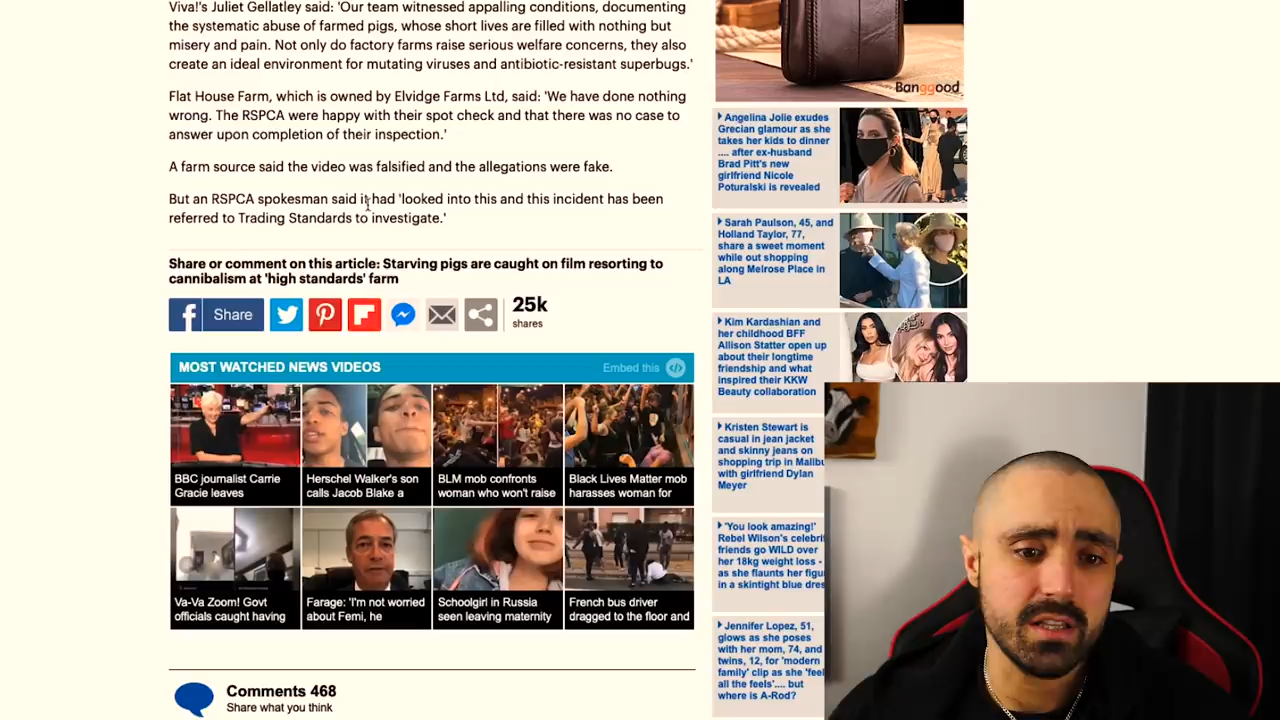 Viva!'s Juliet Gellatley said: 'Our team witnessed appalling conditions, documenting
the systematic abuse of farmed pigs, whose short lives are filled with nothing but
misery and pain. Not only do factory farms raise serious welfare concerns, they also
create an ideal environment for mutating viruses and antibiotic-resistant superbugs.'
Flat House Farm, which is owned by Elvidge Farms Ltd, said: 'We have done nothing
wrong. The RSPCA were happy with their spot check and that there was no case to
answer upon completion of their inspection.'
A farm source said the video was falsified and the allegations were fake.
But an RSPCA spokesman said it had 'looked into this and this incident has been
referred to Trading Standards to investigate.'
Share or comment on this article: Starving pigs are caught on film resorting to
cannibalism at 'high standards' farm
Share
25k
shares
MOST WATCHED NEWS VIDEOS
Embed this
BBC journalist Carrie
Gracie leaves
Herschel Walker's son
calls Jacob Blake a
BLM mob confronts
woman who won't raise
Black Lives Matter mob
harasses woman for
Va-Va Zoom! Govt
officials caught having
Farage: 'I'm not worried
about Femi, he
Schoolgirl in Russia
seen leaving maternity
French bus driver
dragged to the floor and
Comments 468
Share what you think
Banggood
Angelina Jolie exudes
Grecian glamour as she
takes her kids to dinner
.... after ex-husband
Brad Pitt's new
girlfriend Nicole
Poturalski is revealed
Sarah Paulson, 45, and
Holland Taylor, 77,
share a sweet moment
while out shopping
along Melrose Place in
LA
Kim Kardashian and
her childhood BFF
Allison Statter open up
about their longtime
friendship and what
inspired their KKW
Beauty collaboration
Kristen Stewart is
casual in jean jacket
and skinny jeans on
shopping trip in Malibu
with girlfriend Dylan
Meyer
'You look amazing!'
Rebel Wilson's celebri
friends go WILD over
her 18kg weight loss -
as she flaunts her figu
in a skintight blue dres
Jennifer Lopez, 51,
glows as she poses
with her mom, 74, and
twins, 12, for 'modern
family' clip as she 'feel
all the feels'.... but
where is A-Rod?